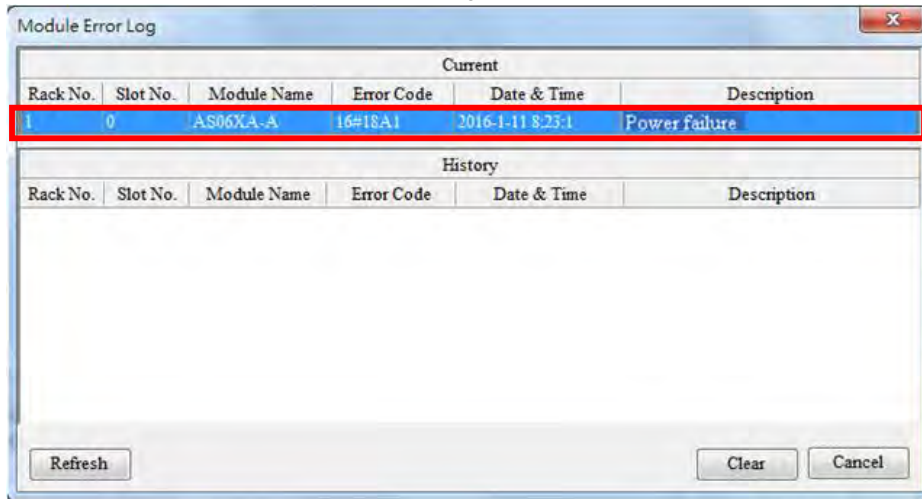 Module Error Log
Current
Rack No. Slot No. Module Name Error Code Date & Time Description
1 0 AS06XA-A 16#18A1 2016-1-11 8:23:1 Power failure
History
Rack No. Slot No. Module Name Error Code Date & Time Description
Refresh Clear Cancel